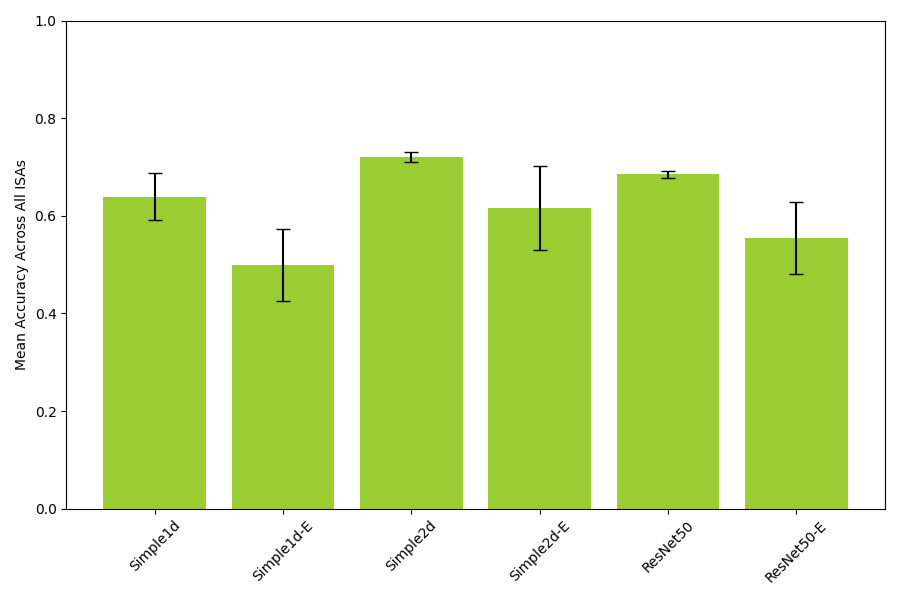 Mean Accuracy Across All ISAs
1.0
0.8
0.6
0.4
0.2
0.0
Simple1d
Simple1d-E
Simple2d
Simple2d-E
ResNet50
ResNet50-E